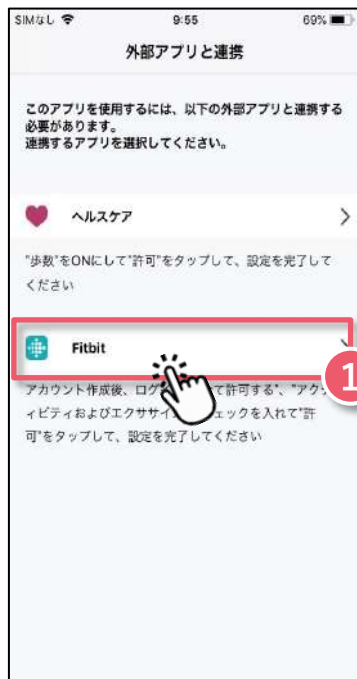 SIMなし 9:55 69%
外部アプリと連携
このアプリを使用するには、以下の外部アプリと連携する
必要があります。
連携するアプリを選択してください。
ヘルスケア
"歩数"をONにして"許可"をタップして、設定を完了して
ください
Fitbit
1
アカウント作成後、ログ て許可する"、"アク
ィビティおよびエクササイ ェックを入れて"許
可"をタップして、設定を完了してください